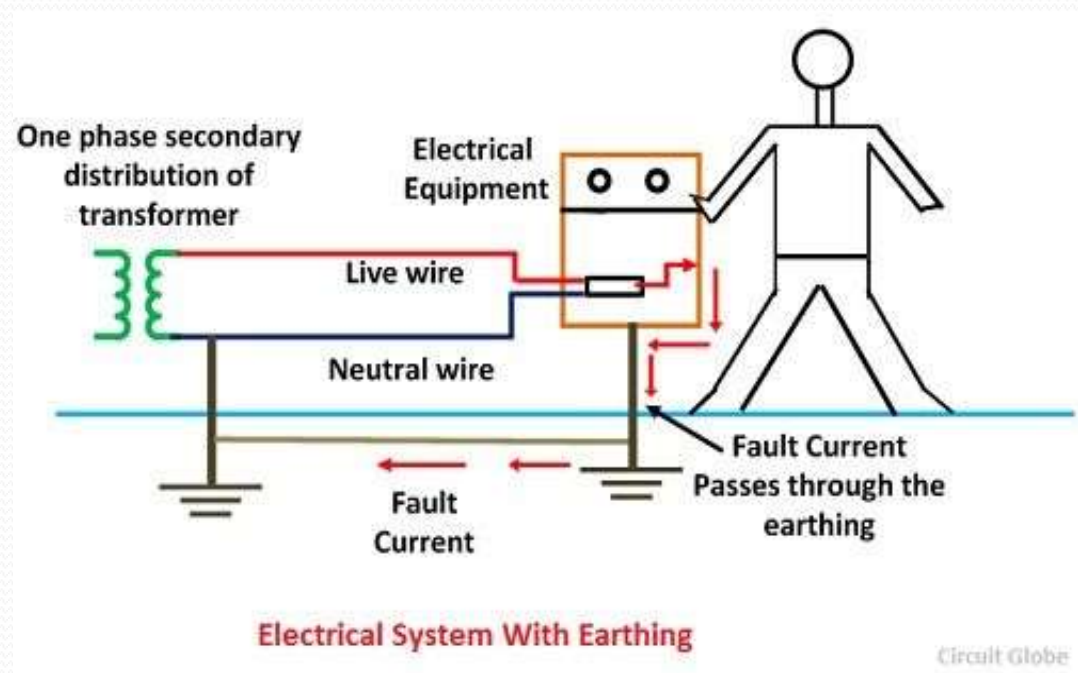 One phase secondary
distribution of
transformer
Electrical
Equipment
Live wire
Neutral wire
Fault Current
Passes through the
earthing
Fault
Current
Electrical System With Earthing
Circuit Globe